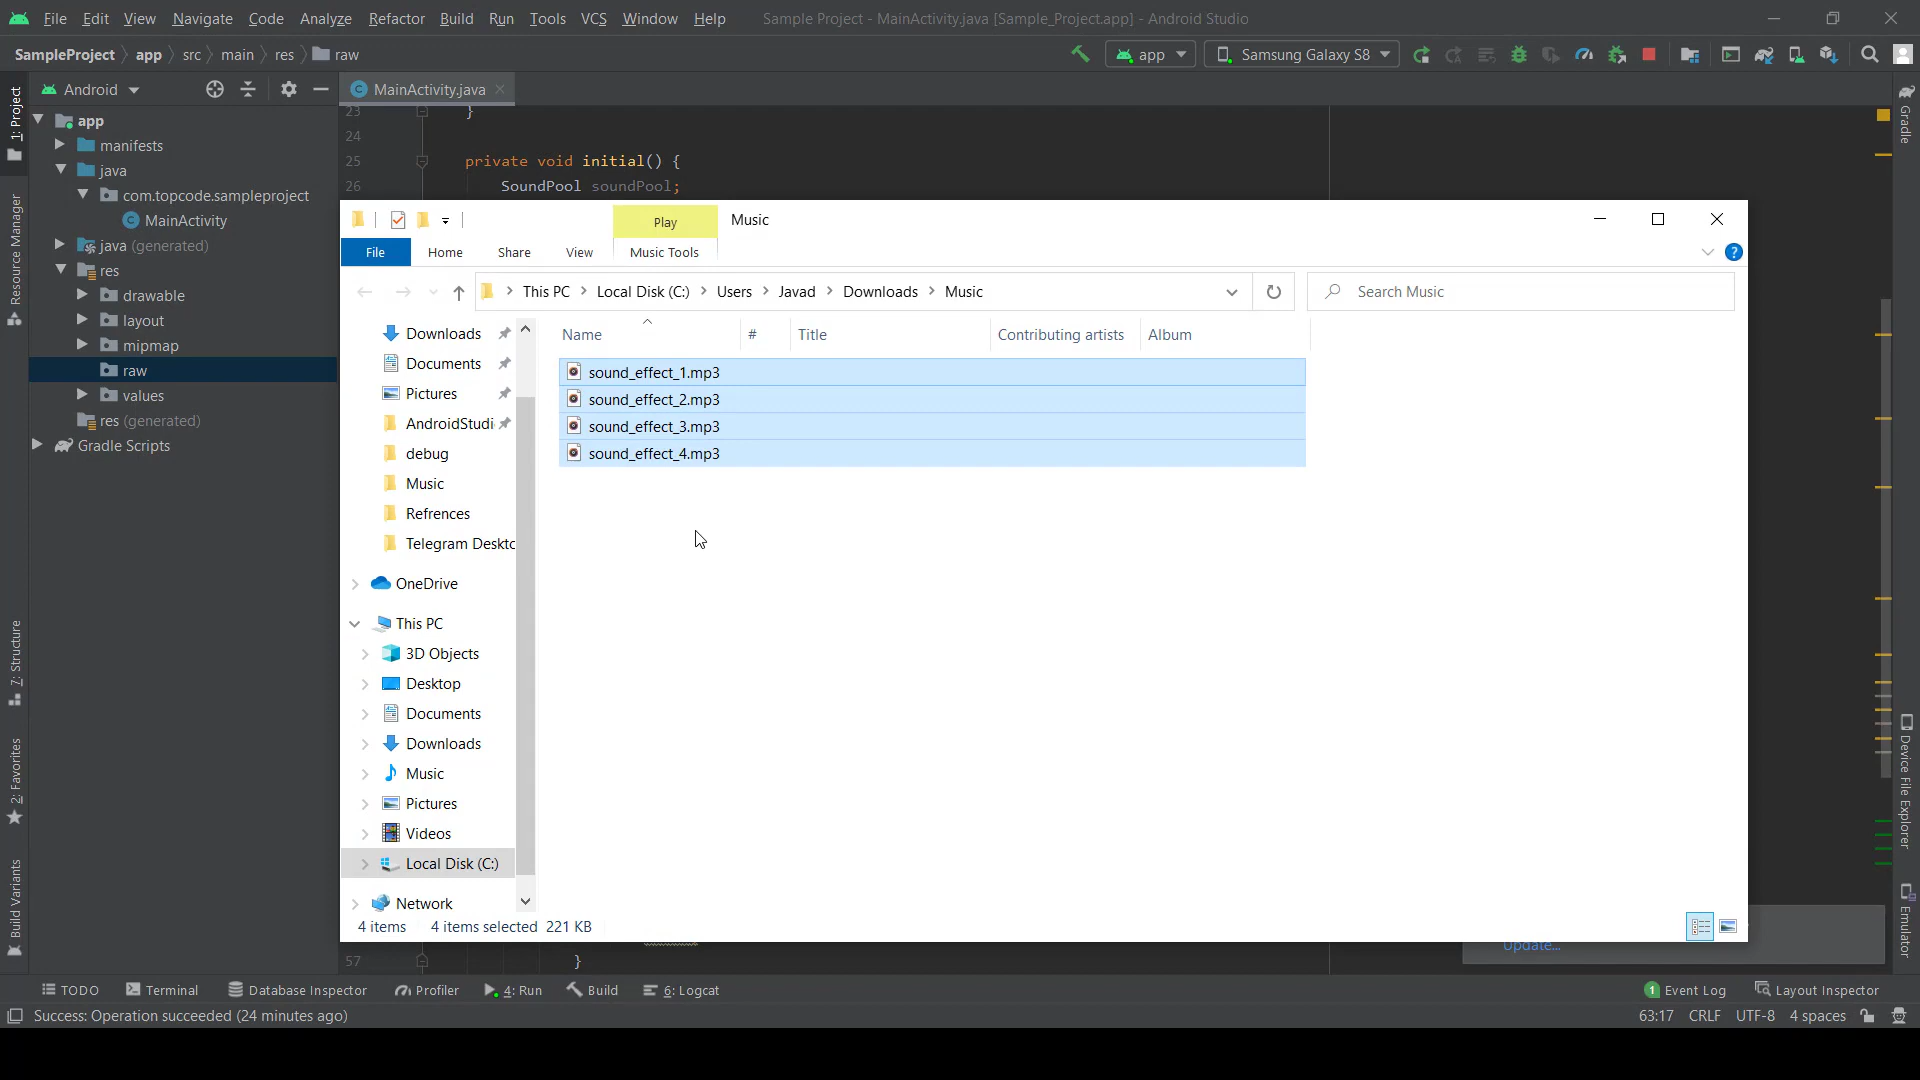 File Edit View Navigate Code Analyze Refactor Build Run Tools VCS Window Help Sample Project - MainActivity.java [Sample_Project.app] - Android Studio
SampleProject app src main res raw app Samsung Galaxy S8
1: Project
Resource Manager
7: Structure
2: Favorites
Build Variants
Android
app
manifests
java
com.topcode.sampleproject
MainActivity
java (generated)
res
drawable
layout
mipmap
raw
values
res (generated)
Gradle Scripts
MainActivity.java
23 }
24
25 private void initial() {
26 SoundPool soundPool;
Play Music
File Home Share View Music Tools
This PC Local Disk (C:) Users Javad Downloads Music Search Music
Downloads
Documents
Pictures
AndroidStudi
debug
Music
Refrences
Telegram Deskto
OneDrive
This PC
3D Objects
Desktop
Documents
Downloads
Music
Pictures
Videos
Local Disk (C:)
Network
Name # Title Contributing artists Album
sound_effect_1.mp3
sound_effect_2.mp3
sound_effect_3.mp3
sound_effect_4.mp3
4 items 4 items selected 221 KB
Update...
57 }
Gradle
Device File Explorer
Emulator
TODO Terminal Database Inspector Profiler 4: Run Build 6: Logcat 1 Event Log Layout Inspector
Success: Operation succeeded (24 minutes ago) 63:17 CRLF UTF-8 4 spaces